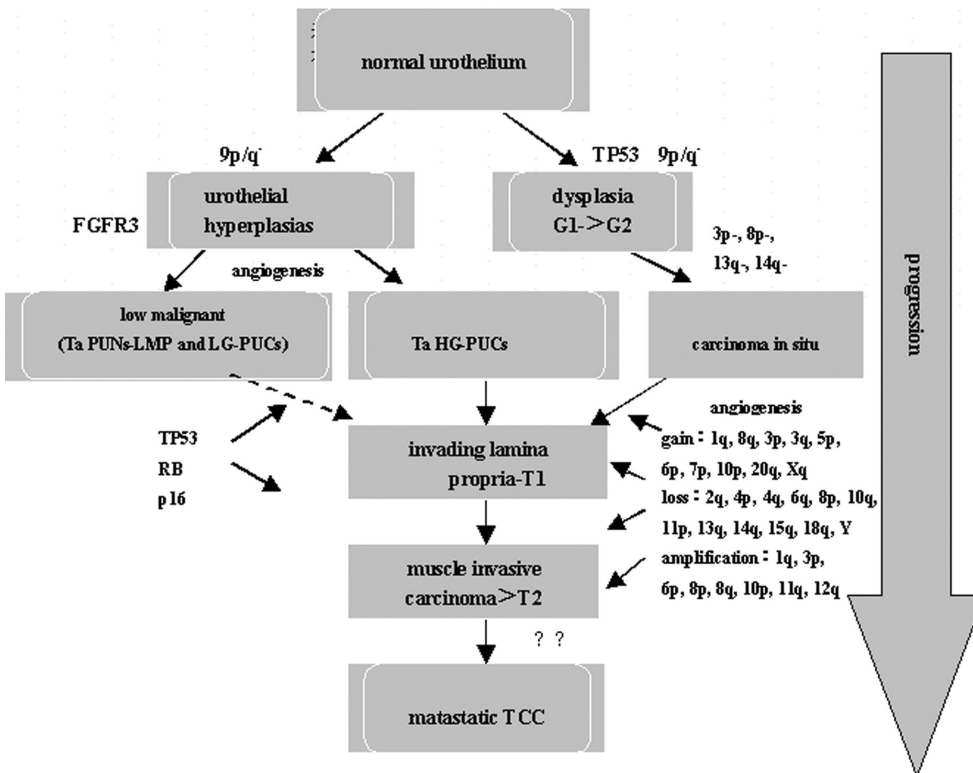 normal urothelium
9p/q-
TP53 9p/q-
urothelial
hyperplasias
dysplasia
G1->G2
FGFR3
3p-, 8p-,
13q-, 14q-
angiogenesis
low malignant
(Ta PUNs-LMP and LG-PUCs)
Ta HG-PUCs
carcinoma in situ
progression
angiogenesis
TP53
RB
p16
invading lamina
propria-T1
gain：1q, 8q, 3p, 3q, 5p,
6p, 7p, 10p, 20q, Xq
loss：2q, 4p, 4q, 6q, 8p, 10q,
11p, 13q, 14q, 15q, 18q, Y
amplification：1q, 3p,
6p, 8p, 8q, 10p, 11q, 12q
muscle invasive
carcinoma＞T2
？？
matastatic TCC